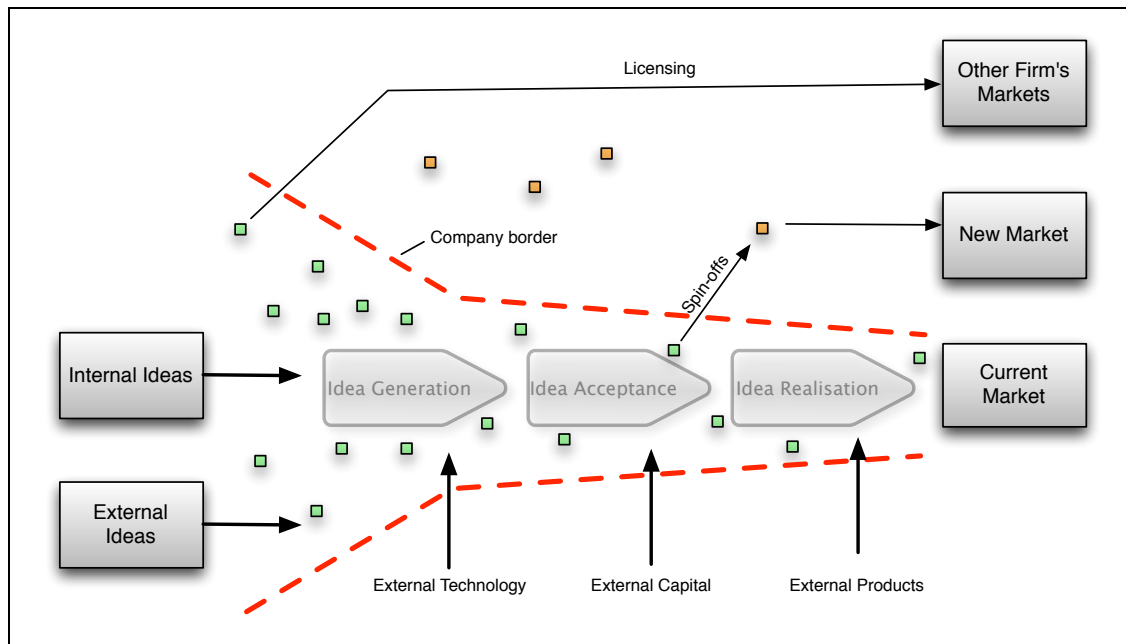 Licensing
Other Firm's
Markets
Company border
Spin-offs
New Market
Internal Ideas
Idea Generation
Idea Acceptance
Idea Realisation
Current
Market
External
Ideas
External Technology
External Capital
External Products